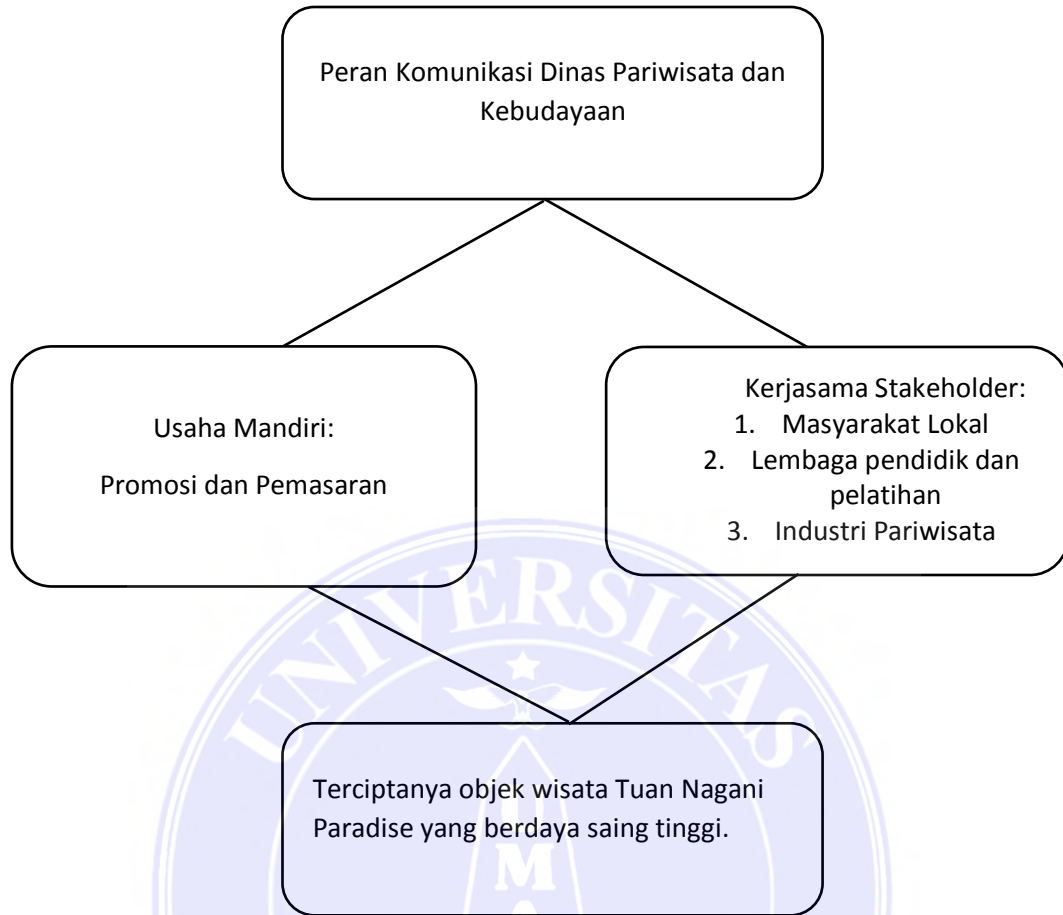 Peran Komunikasi Dinas Pariwisata dan
Kebudayaan
Usaha Mandiri:
Promosi dan Pemasaran
Kerjasama Stakeholder:
1. Masyarakat Lokal
2. Lembaga pendidik dan
pelatihan
3. Industri Pariwisata
UNIVERSITAS
Terciptanya objek wisata Tuan Nagani
Paradise yang berdaya saing tinggi.
U
M
A